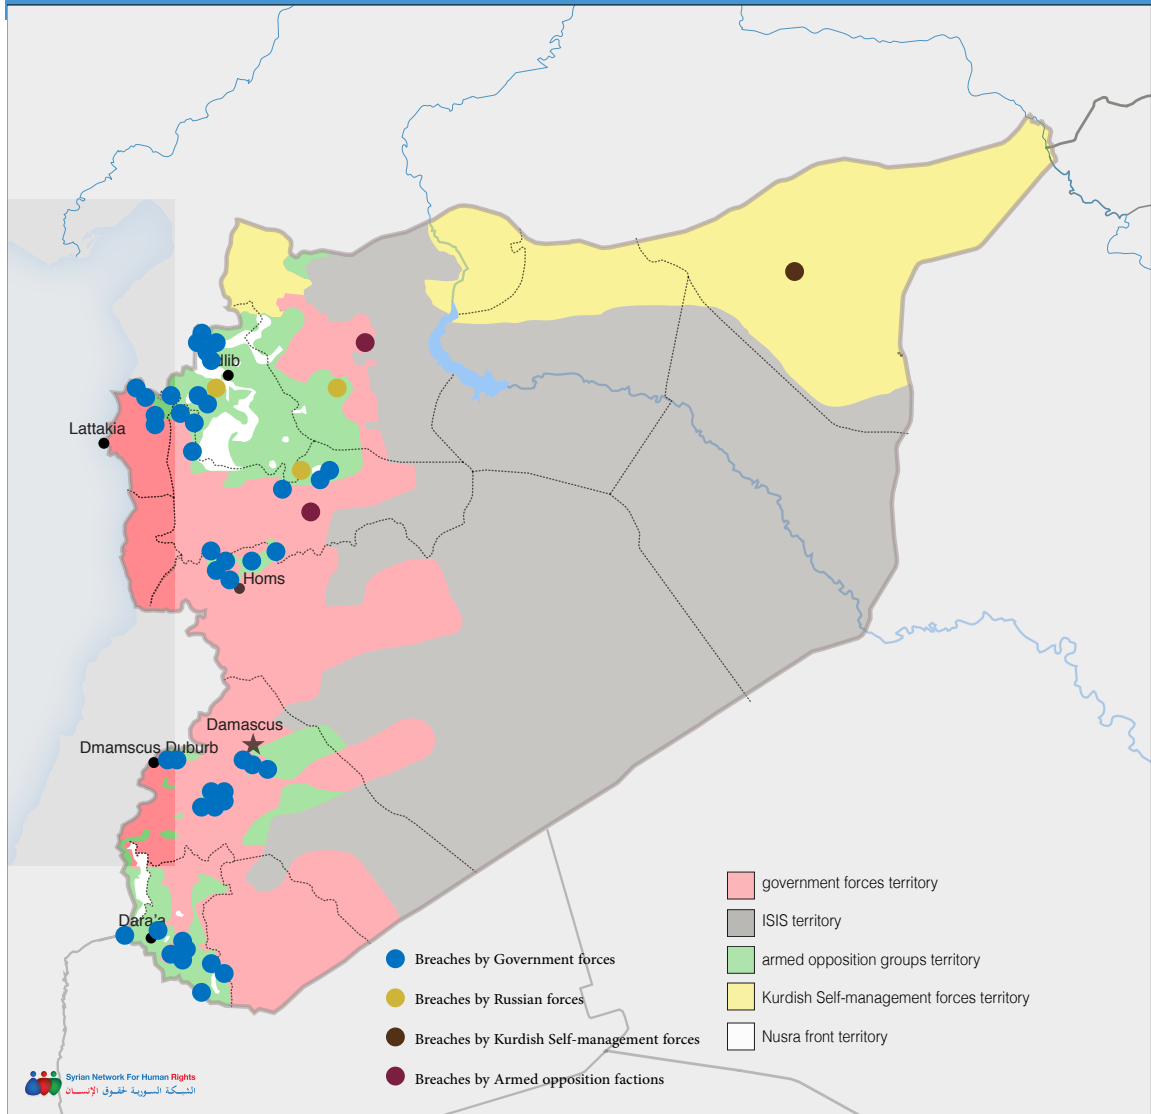 dlib
Lattakia
Homs
Damascus
Dmamscus Duburb
Dara'a
government forces territory
ISIS territory
armed opposition groups territory
Kurdish Self-management forces territory
Nusra front territory
Breaches by Government forces
Breaches by Russian forces
Breaches by Kurdish Self-management forces
Breaches by Armed opposition factions
Syrian Network For Human Rights
الشبكة السورية لحقوق الإنسان